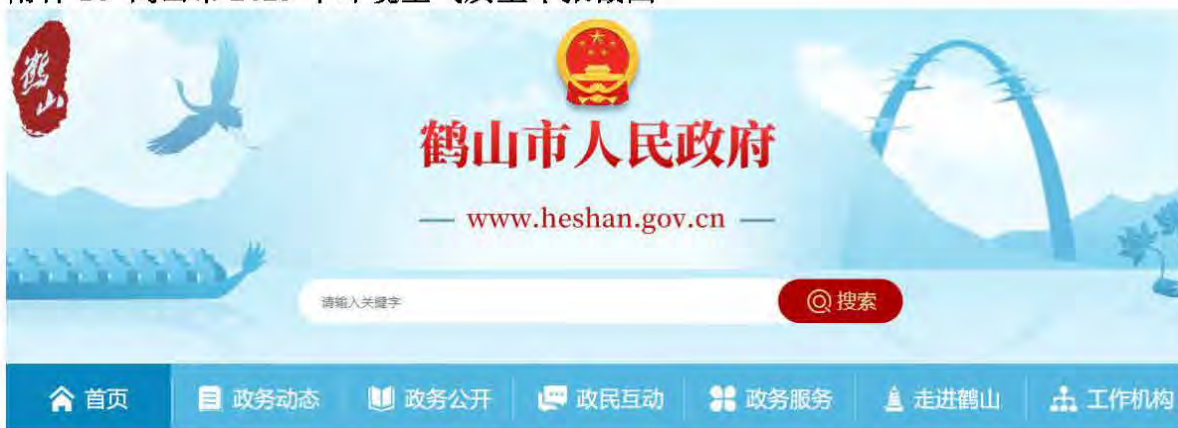 鹤山
鹤山市人民政府
www.heshan.gov.cn
请输入关键字
搜索
首页 政务动态 政务公开 政民互动 政务服务 走进鹤山 工作机构